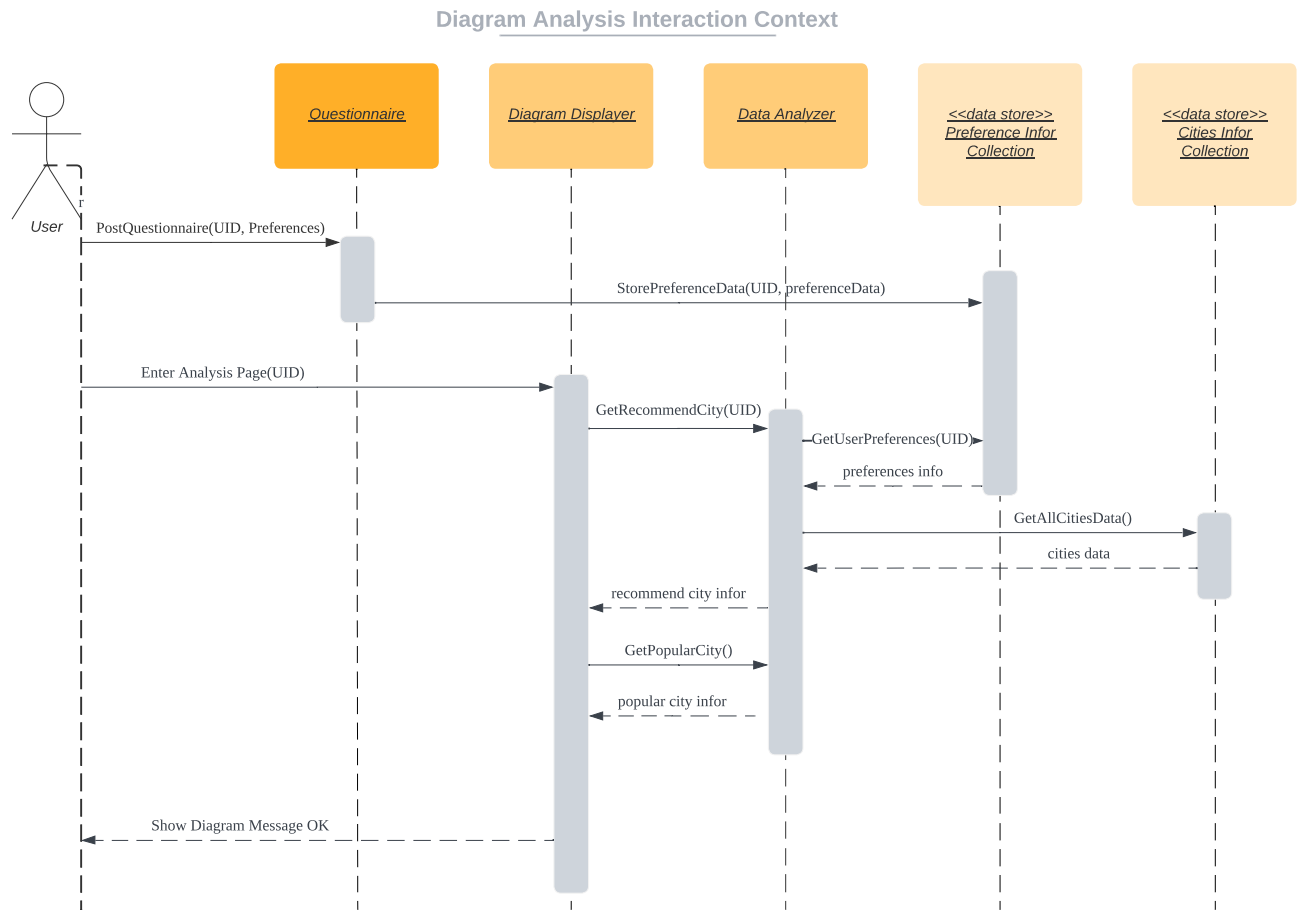 Diagram Analysis Interaction Context
Questionnaire
Diagram Displayer
Data Analyzer
<<data store>>
Preference Infor
Collection
<<data store>>
Cities Infor
Collection
r
User
PostQuestionnaire(UID, Preferences)
StorePreferenceData(UID, preferenceData)
Enter Analysis Page(UID)
GetRecommendCity(UID)
GetUserPreferences(UID)
preferences info
GetAllCitiesData()
cities data
recommend city infor
GetPopularCity()
popular city infor
Show Diagram Message OK